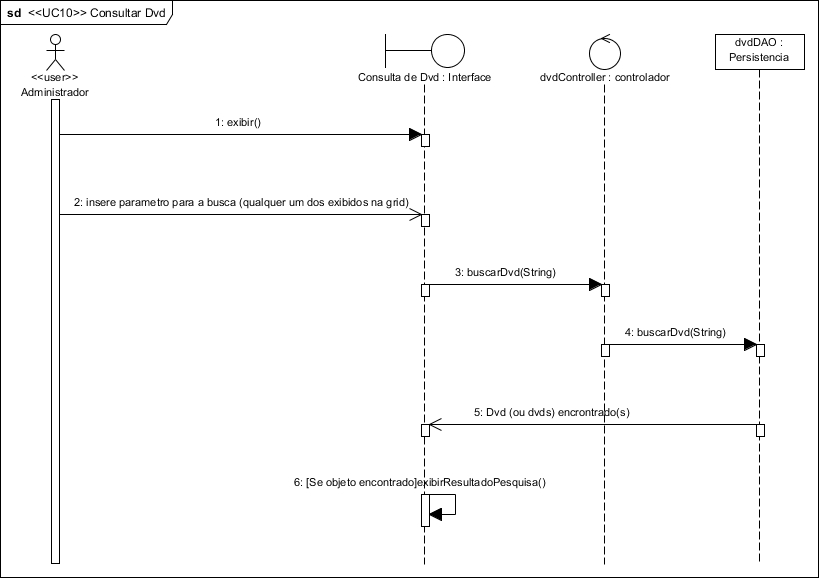 sd <<UC10>> Consultar Dvd
<<user>>
Administrador
Consulta de Dvd : Interface
dvdController : controlador
dvdDAO :
Persistencia
1: exibir()
2: insere parametro para a busca (qualquer um dos exibidos na grid)
3: buscarDvd(String)
4: buscarDvd(String)
5: Dvd (ou dvds) encrontrado(s)
6: [Se objeto encontrado]exibirResultadoPesquisa()